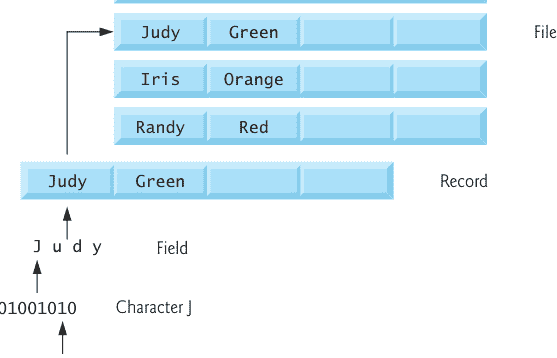 Judy Green File
Iris Orange
Randy Red
Judy Green Record
J u d y Field
01001010 Character J